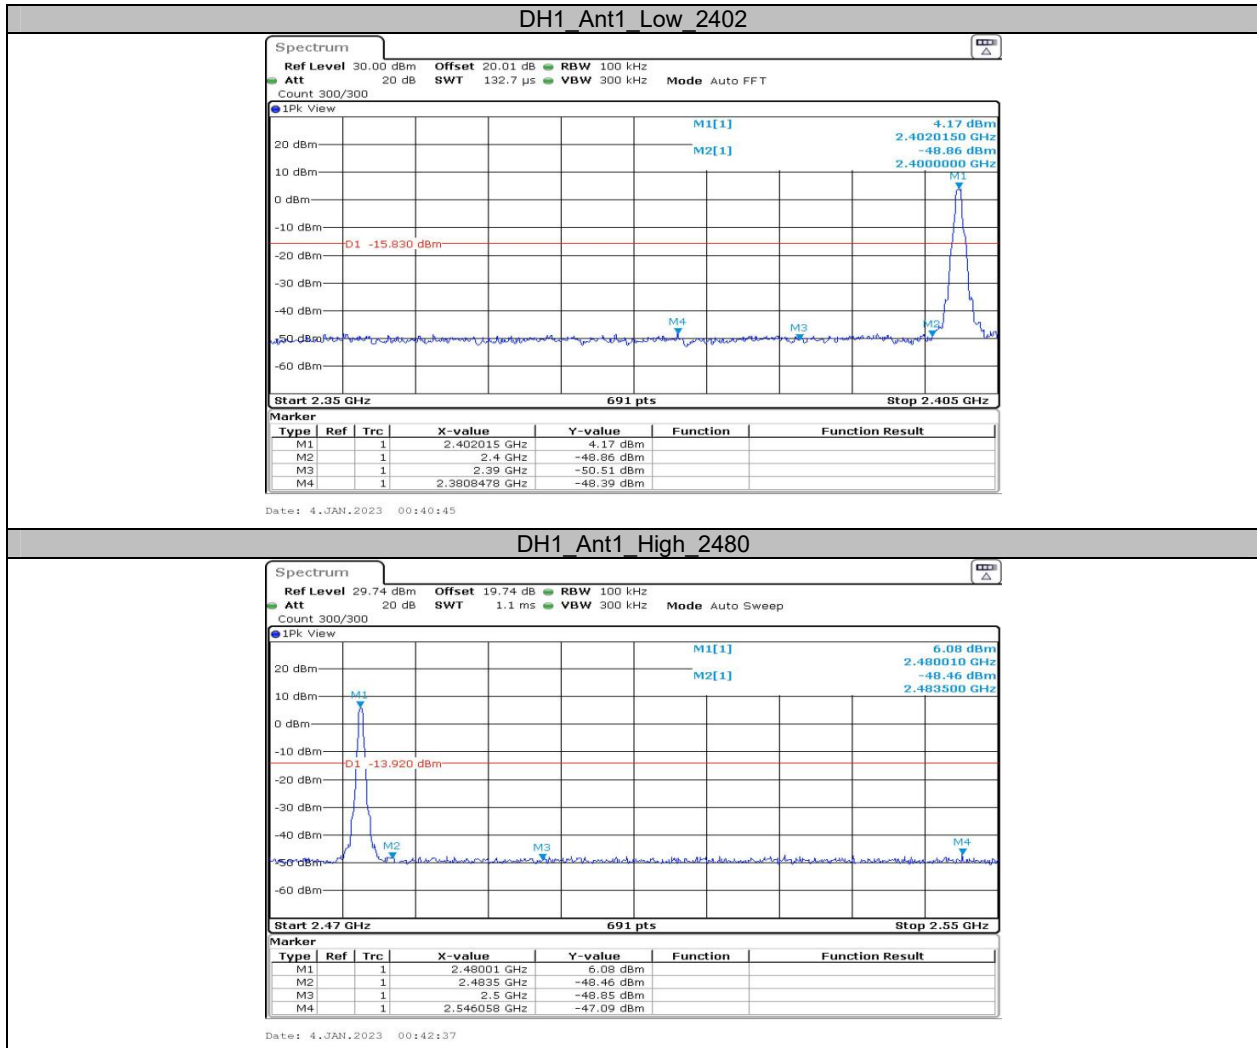 DH1_Ant1_Low_2402
Spectrum
Ref Level 30.00 dBm Offset 20.01 dB RBW 100 kHz
Att 20 dB SWT 132.7 µs VBW 300 kHz Mode Auto FFT
Count 300/300
1Pk View
M1[1] 4.17 dBm
2.4020150 GHz
M2[1] -48.86 dBm
2.4000000 GHz
20 dBm
10 dBm
M1
0 dBm
-10 dBm
D1 -15.830 dBm
-20 dBm
-30 dBm
-40 dBm
M4 M3 M2
-50 dBm
-60 dBm
Start 2.35 GHz 691 pts Stop 2.405 GHz
Marker
Type Ref Trc X-value Y-value Function Function Result
M1 1 2.402015 GHz 4.17 dBm
M2 1 2.4 GHz -48.86 dBm
M3 1 2.39 GHz -50.51 dBm
M4 1 2.3808478 GHz -48.39 dBm
Date: 4.JAN.2023 00:40:45
DH1_Ant1_High_2480
Spectrum
Ref Level 29.74 dBm Offset 19.74 dB RBW 100 kHz
Att 20 dB SWT 1.1 ms VBW 300 kHz Mode Auto Sweep
Count 300/300
1Pk View
M1[1] 6.08 dBm
2.480010 GHz
M2[1] -48.46 dBm
2.483500 GHz
20 dBm
10 dBm
M1
0 dBm
-10 dBm
D1 -13.920 dBm
-20 dBm
-30 dBm
-40 dBm
M2 M3 M4
-50 dBm
-60 dBm
Start 2.47 GHz 691 pts Stop 2.55 GHz
Marker
Type Ref Trc X-value Y-value Function Function Result
M1 1 2.48001 GHz 6.08 dBm
M2 1 2.4835 GHz -48.46 dBm
M3 1 2.5 GHz -48.85 dBm
M4 1 2.546058 GHz -47.09 dBm
Date: 4.JAN.2023 00:42:37